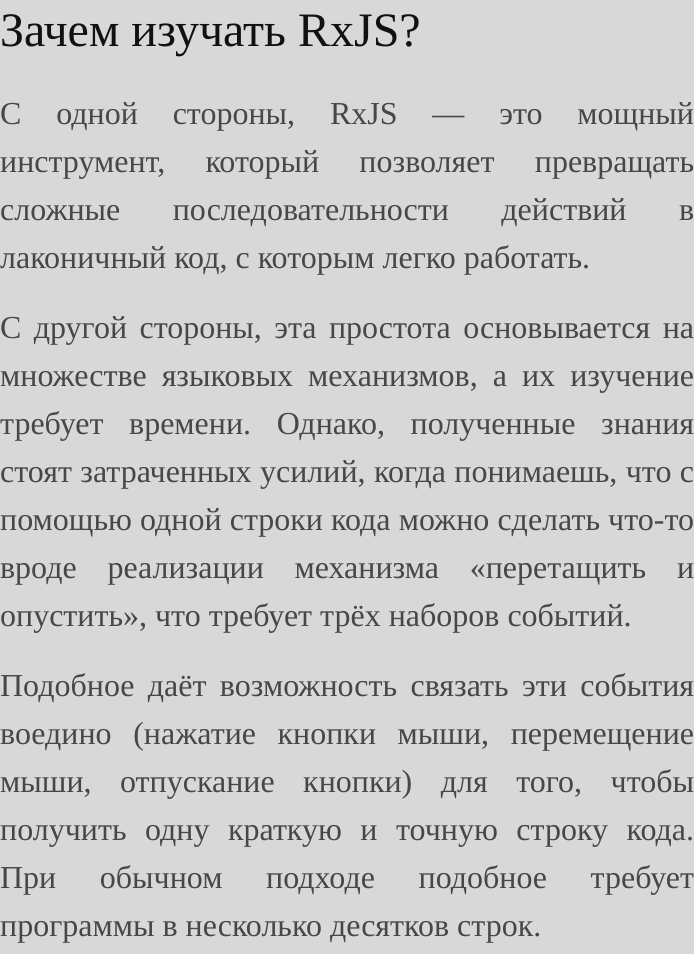 Зачем изучать RxJS?
С одной стороны, RxJS — это мощный
инструмент, который позволяет превращать
сложные последовательности действий в
лаконичный код, с которым легко работать.
С другой стороны, эта простота основывается на
множестве языковых механизмов, а их изучение
требует времени. Однако, полученные знания
стоят затраченных усилий, когда понимаешь, что с
помощью одной строки кода можно сделать что-то
вроде реализации механизма «перетащить и
опустить», что требует трёх наборов событий.
Подобное даёт возможность связать эти события
воедино (нажатие кнопки мыши, перемещение
мыши, отпускание кнопки) для того, чтобы
получить одну краткую и точную строку кода.
При обычном подходе подобное требует
программы в несколько десятков строк.